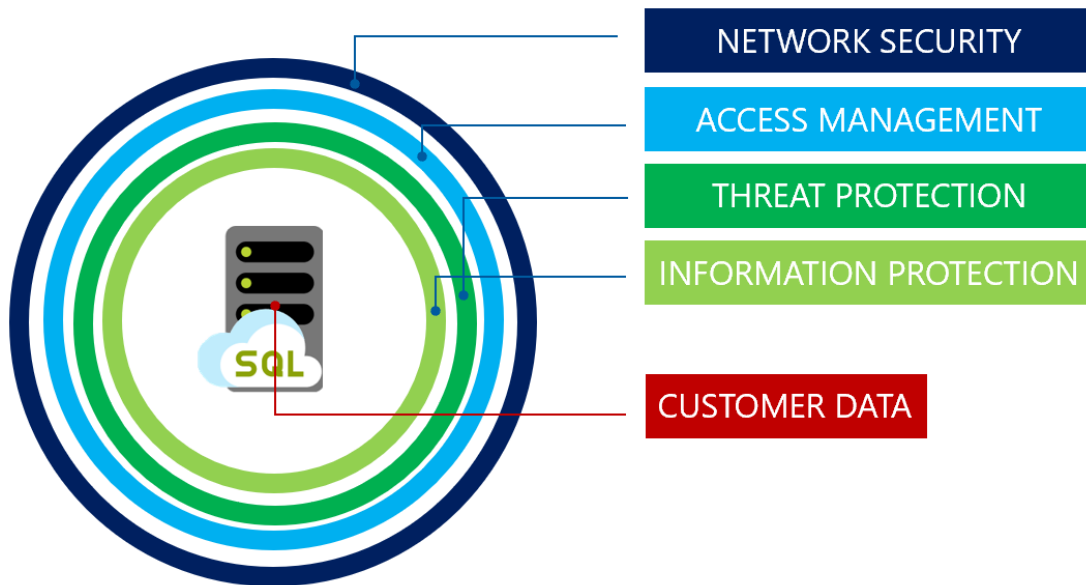 NETWORK SECURITY
ACCESS MANAGEMENT
THREAT PROTECTION
INFORMATION PROTECTION
SQL
CUSTOMER DATA